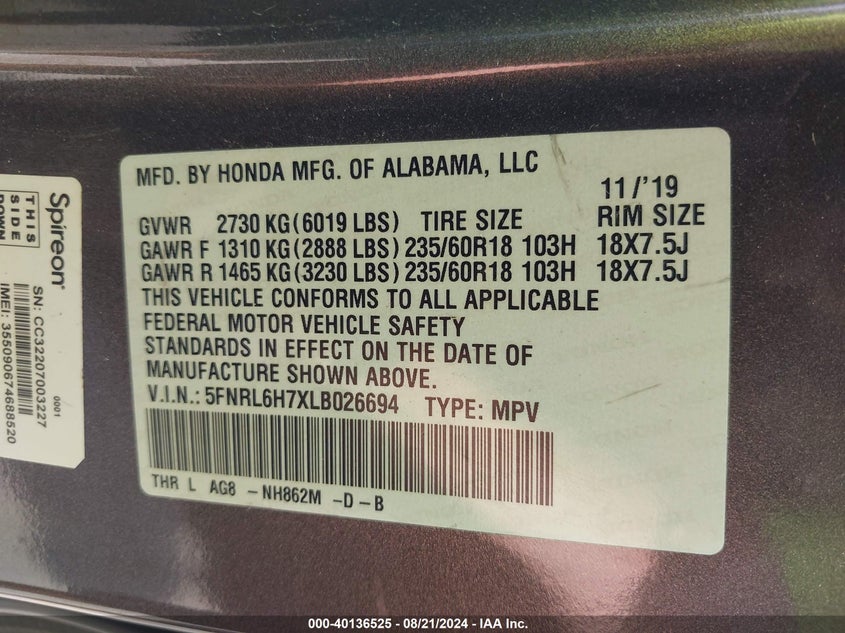 MFD. BY HONDA MFG. OF ALABAMA, LLC
11/'19
GVWR 2730 KG(6019 LBS) TIRE SIZE RIM SIZE
GAWR F 1310 KG(2888 LBS) 235/60R18 103H 18X7.5J
GAWR R 1465 KG(3230 LBS) 235/60R18 103H 18X7.5J
THIS VEHICLE CONFORMS TO ALL APPLICABLE
FEDERAL MOTOR VEHICLE SAFETY
STANDARDS IN EFFECT ON THE DATE OF
MANUFACTURE SHOWN ABOVE.
V.I.N.: 5FNRL6H7XLB026694 TYPE: MPV
THR L AG8 -NH862M -D-B
Spireon
THIS
SIDE
DOWN
0001
SN: CC32207003227
IMEI: 355090674688520
000-40136525 - 08/21/2024 - IAA Inc.